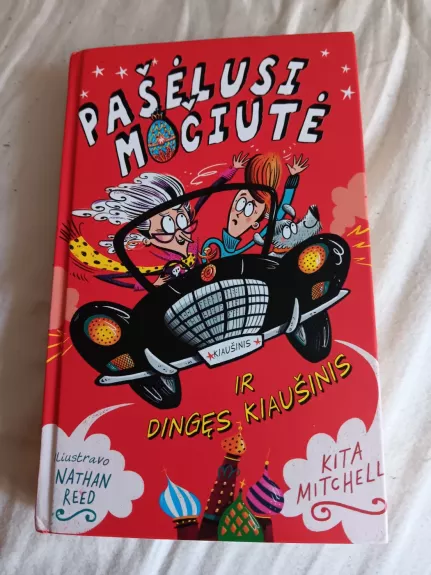 PAŠĖLUSI
MOČIUTĖ
KIAUŠINIS
IR
DINGĘS KIAUŠINIS
Iliustravo
NATHAN
REED
KITA
MITCHELL